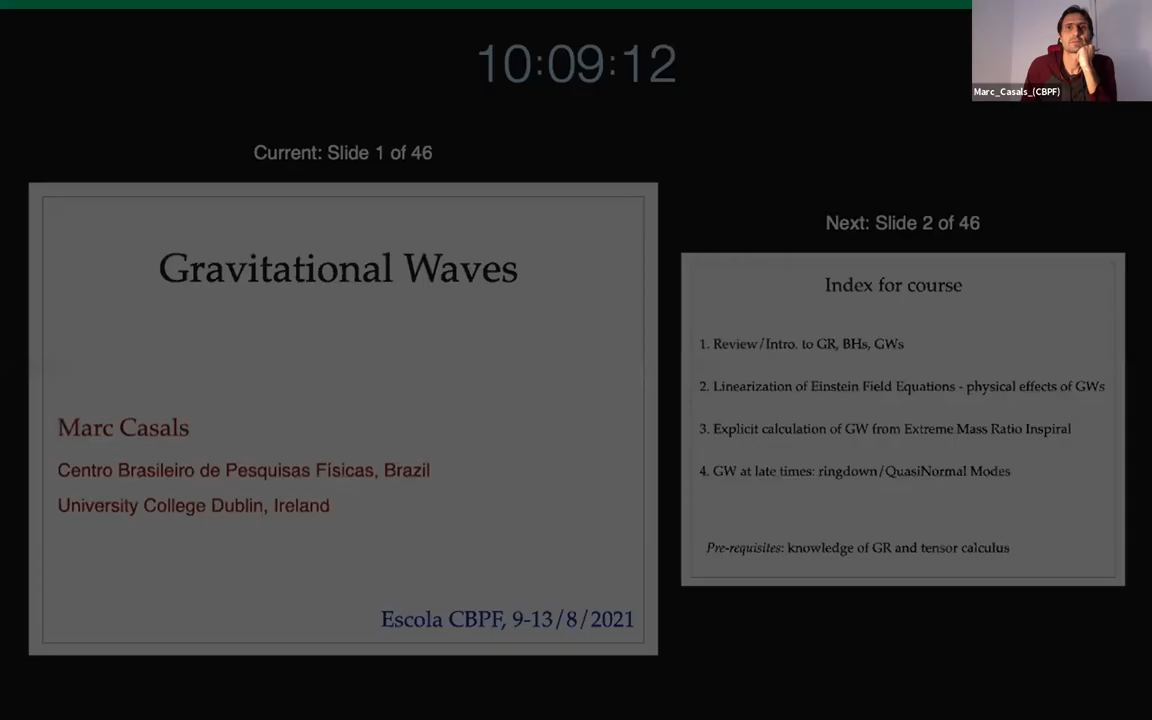 10:09:12
Marc_Casals_(CBPF)
Current: Slide 1 of 46
Gravitational Waves
Marc Casals
Centro Brasileiro de Pesquisas Físicas, Brazil
University College Dublin, Ireland
Escola CBPF, 9-13/8/2021
Next: Slide 2 of 46
Index for course
1. Review/Intro. to GR, BHs, GWs
2. Linearization of Einstein Field Equations - physical effects of GWs
3. Explicit calculation of GW from Extreme Mass Ratio Inspiral
4. GW at late times: ringdown/QuasiNormal Modes
Pre-requisites: knowledge of GR and tensor calculus